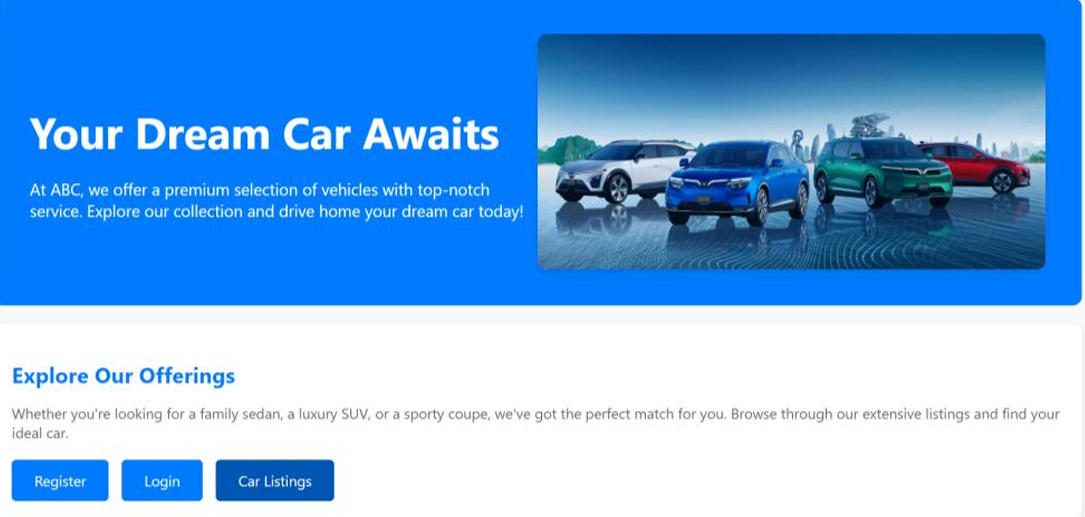 Your Dream Car Awaits
At ABC, we offer a premium selection of vehicles with top-notch
service. Explore our collection and drive home your dream car today!
Explore Our Offerings
Whether you're looking for a family sedan, a luxury SUV, or a sporty coupe, we've got the perfect match for you. Browse through our extensive listings and find your
ideal car.
Register
Login
Car Listings